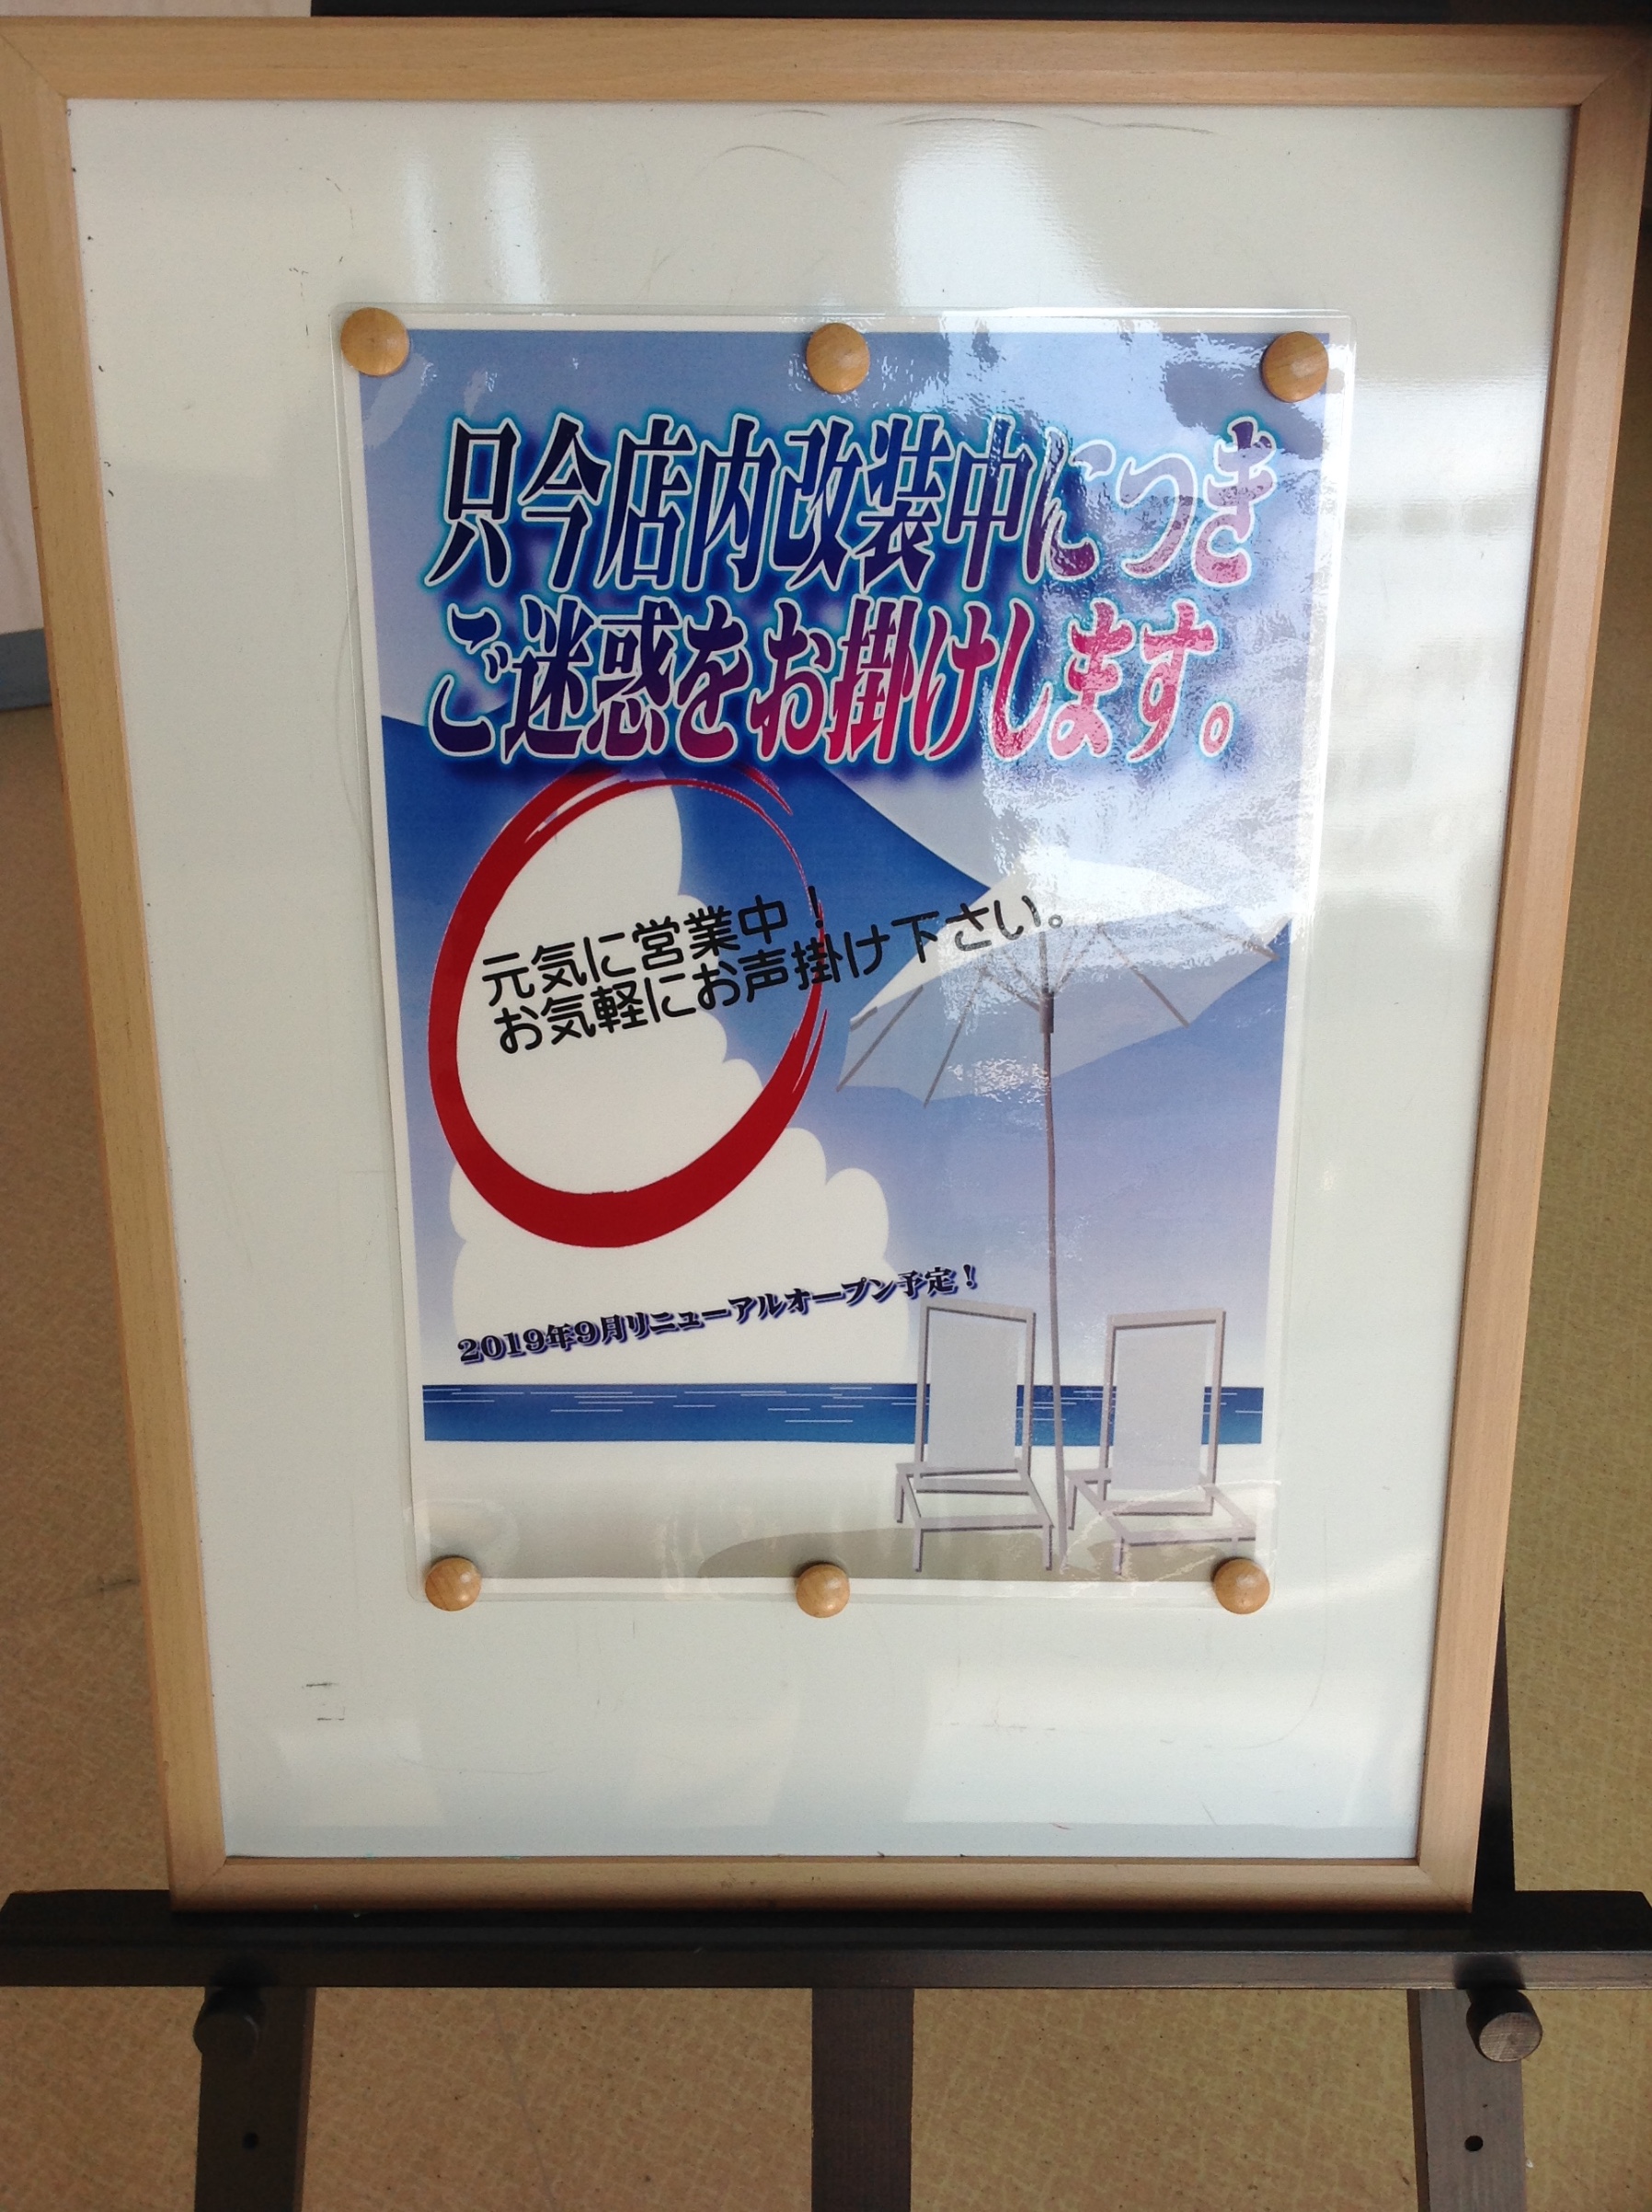 只今店内改装中につき
ご迷惑をお掛けします。
元気に営業中！
お気軽にお声掛け下さい。
2019年9月リニューアルオープン予定！